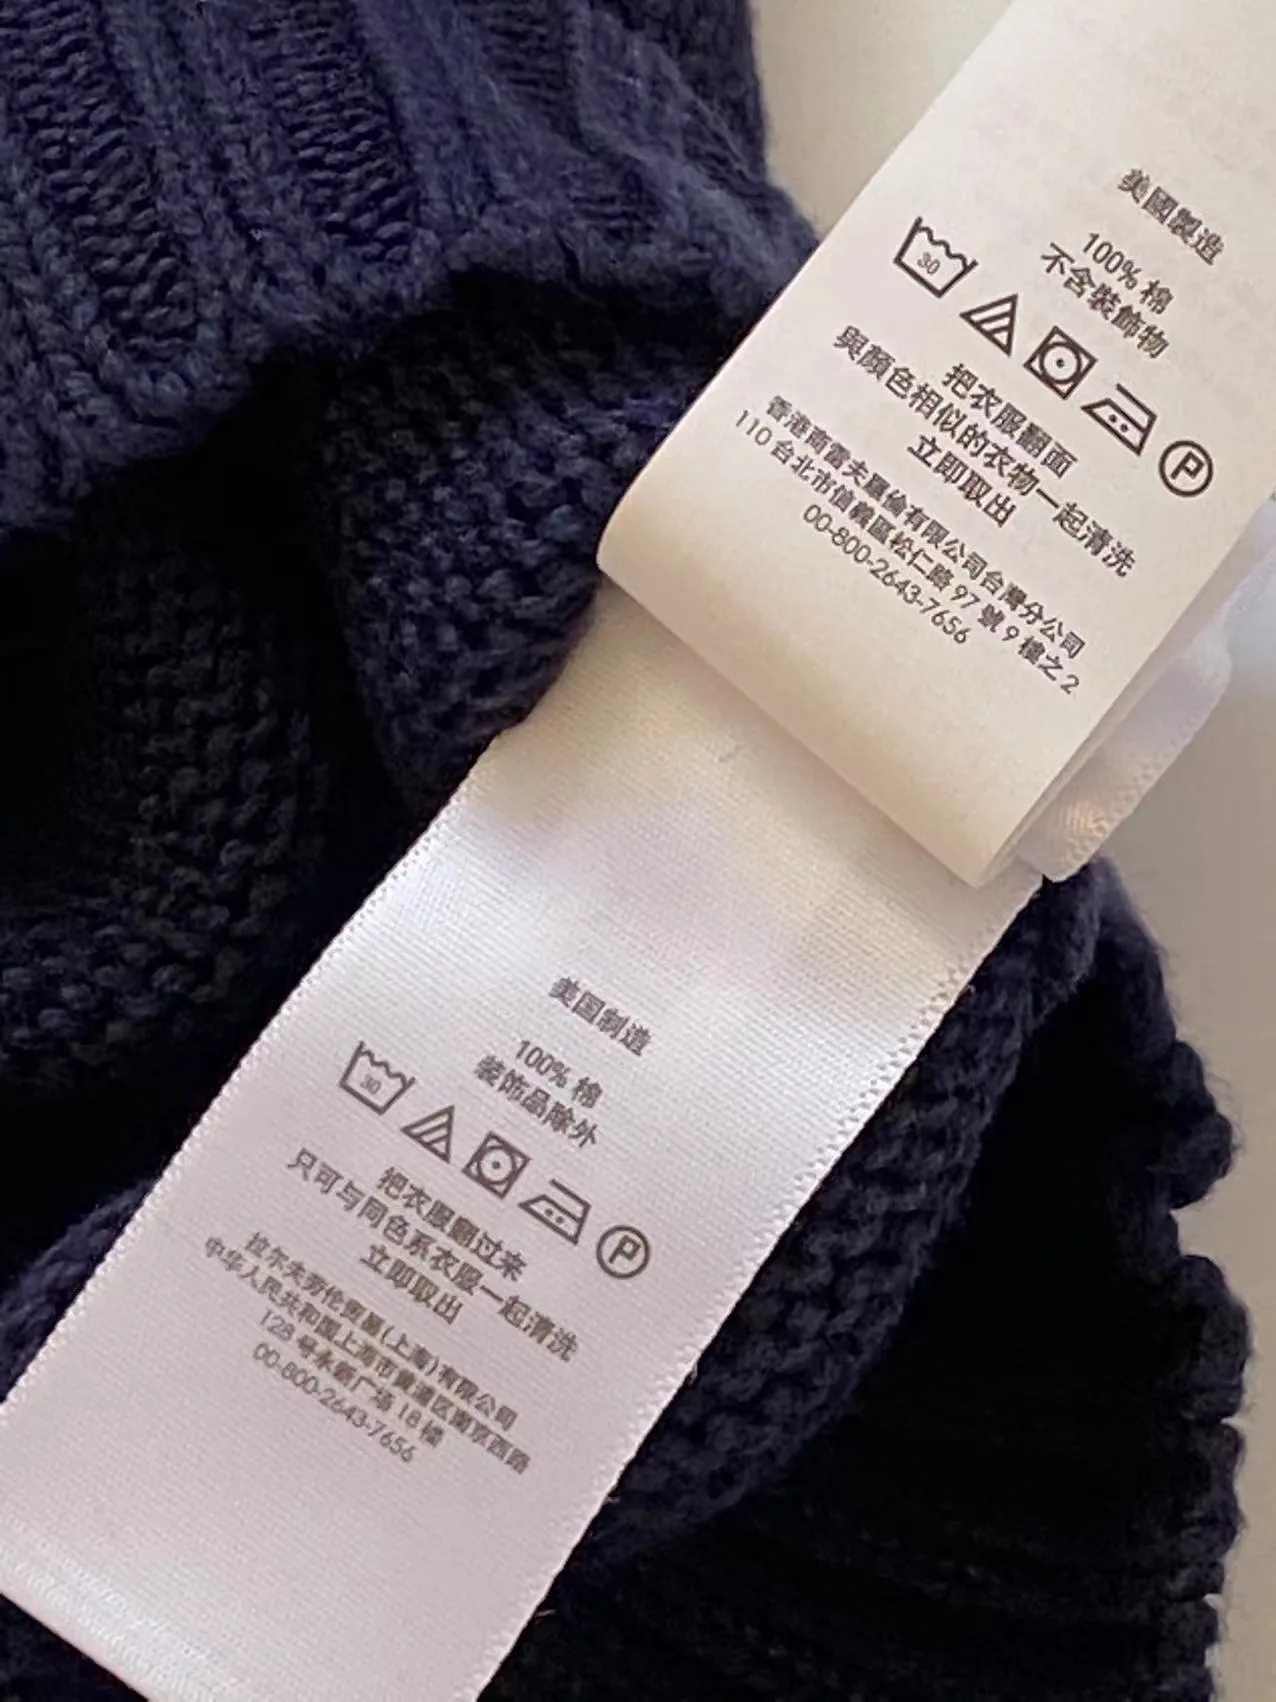 美國製造
100% 棉
不含裝飾物
30
P
把衣服翻面
與顏色相似的衣物一起清洗
立即取出
香港商雷夫羅倫有限公司台灣分公司
110 台北市信義區松仁路 97 號 9 樓之 2
00-800-2643-7656
美国制造
100% 棉
装饰品除外
30
P
把衣服翻过来
只可与同色系衣服一起清洗
立即取出
拉尔夫劳伦贸易(上海)有限公司
中华人民共和国上海市黄浦区南京西路
128 号永新广场 18 樓
00-800-2643-7656